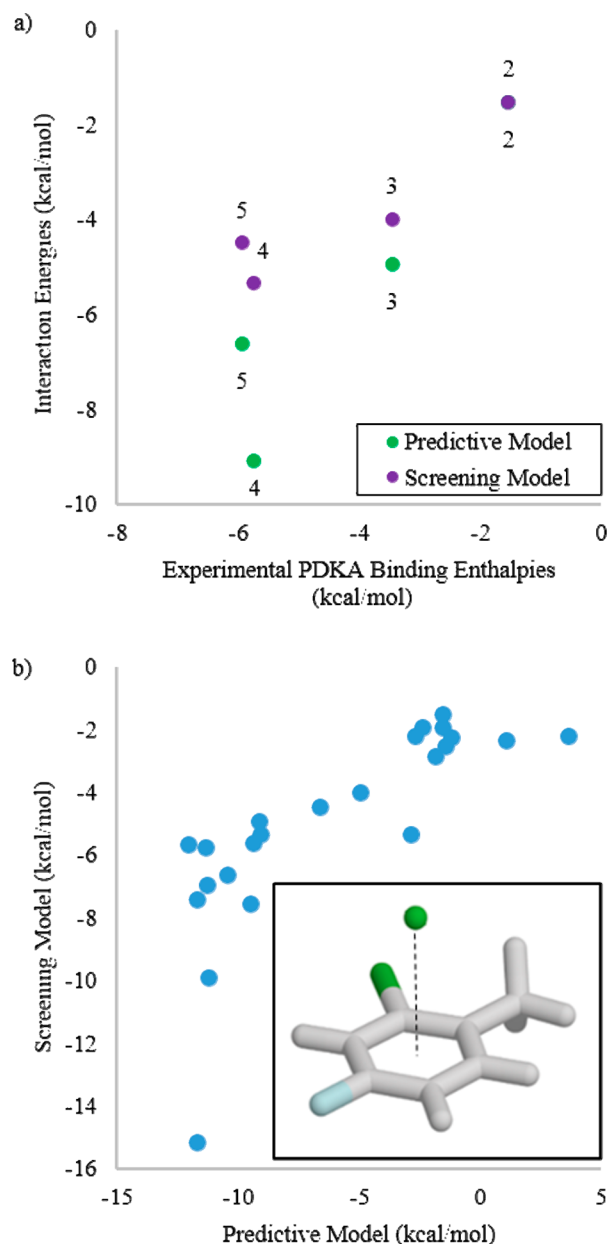 a)
0
-2
-4
-6
-8
-10
Interaction Energies (kcal/mol)
2
2
3
3
5
4
5
4
Predictive Model
Screening Model
-8 -6 -4 -2 0
Experimental PDKA Binding Enthalpies
(kcal/mol)
b)
0
-2
-4
-6
-8
-10
-12
-14
-16
Screening Model (kcal/mol)
-15 -10 -5 0 5
Predictive Model (kcal/mol)